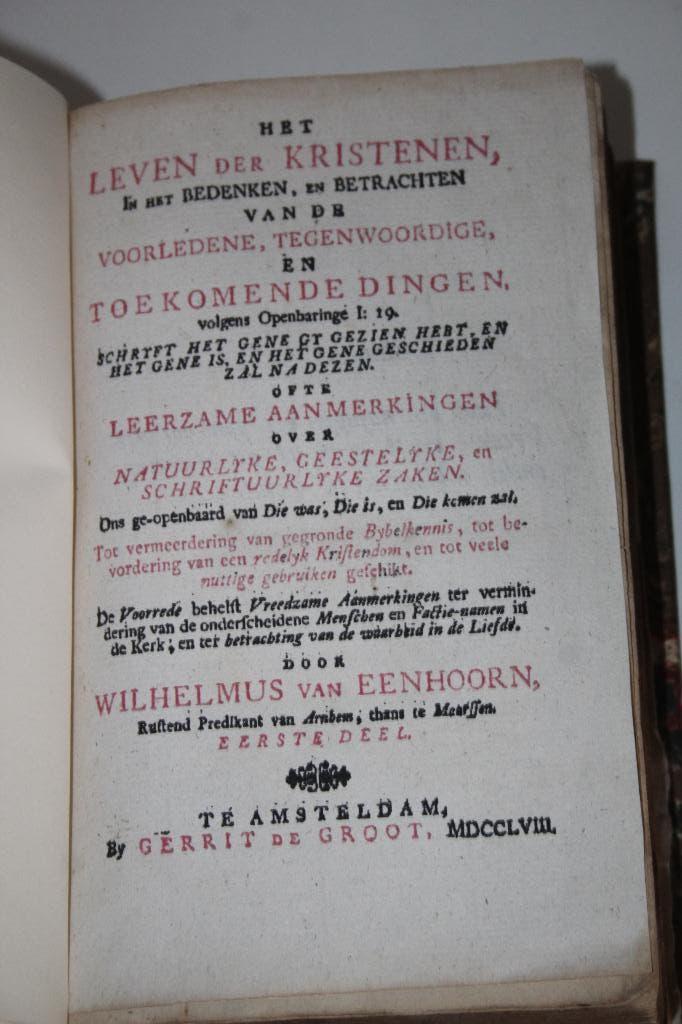 HET
LEVEN DER KRISTENEN,
IN HET BEDENKEN, EN BETRACHTEN
VAN DE
VOORLEDENE, TEGENWOORDIGE,
EN
TOEKOMENDE DINGEN,
volgens Openbaringe I: 19.
SCHRYFT HET GENE GY GEZIEN HEBT, EN
HET GENE IS, EN HET GENE GESCHIEDEN
ZAL NA DEZEN.
OFTE
LEERZAME AANMERKINGEN
OVER
NATUURLYKE, GEESTELYKE, en
SCHRIFTUURLYKE ZAKEN.
Ons ge-openbaard van Die was, Die is, en Die komen zal.
Tot vermeerdering van gegronde Bybelkennis, tot be-
vordering van een redelyk Kristendom, en tot veele
nuttige gebruiken geschikt.
De Voorrede behelst Vreedzame Aanmerkingen ter vermin-
dering van de onderscheidene Menschen en Factie-namen in
de Kerk; en ter betrachting van de waarheid in de Liefde.
DOOR
WILHELMUS VAN EENHOORN,
Rustend Predikant van Arnhem; thans te Maarssen.
EERSTE DEEL.
TE AMSTELDAM,
By GERRIT DE GROOT, MDCCLVIII.